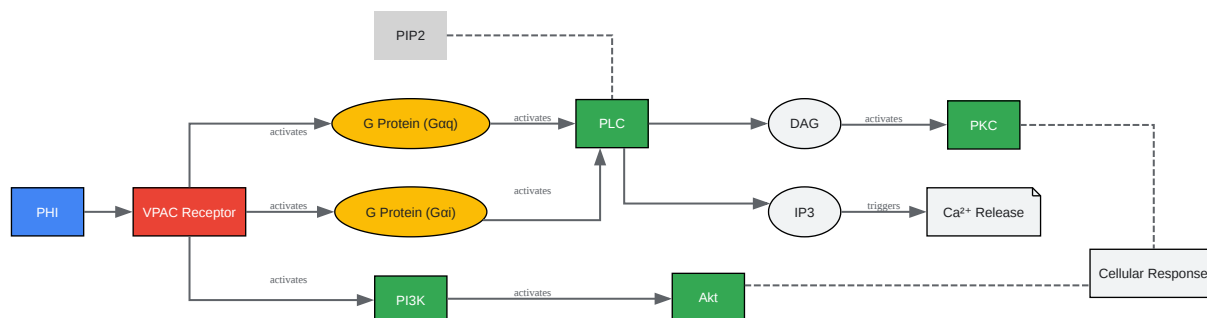 PIP2
G Protein (Gαq)
activates
activates
PLC
DAG
activates
PKC
PHI
VPAC Receptor
activates
G Protein (Gαi)
activates
IP3
triggers
Ca²⁺ Release
activates
PI3K
activates
Akt
Cellular Response